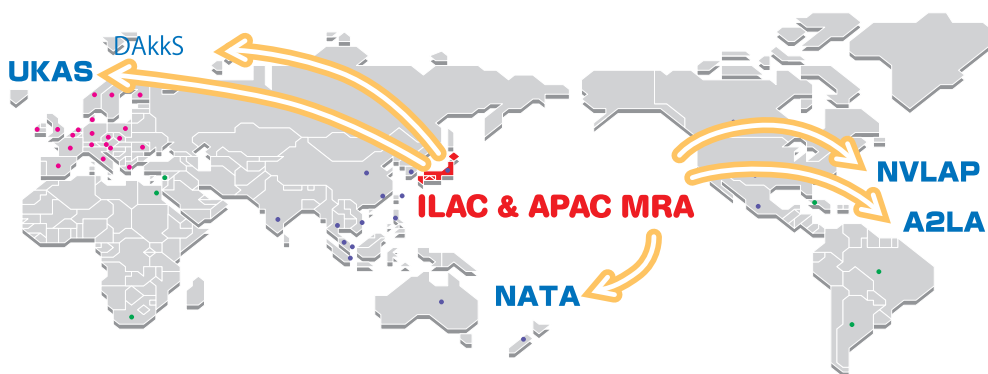 DAkkS
UKAS
NVLAP
ILAC & APAC MRA
A2LA
NATA